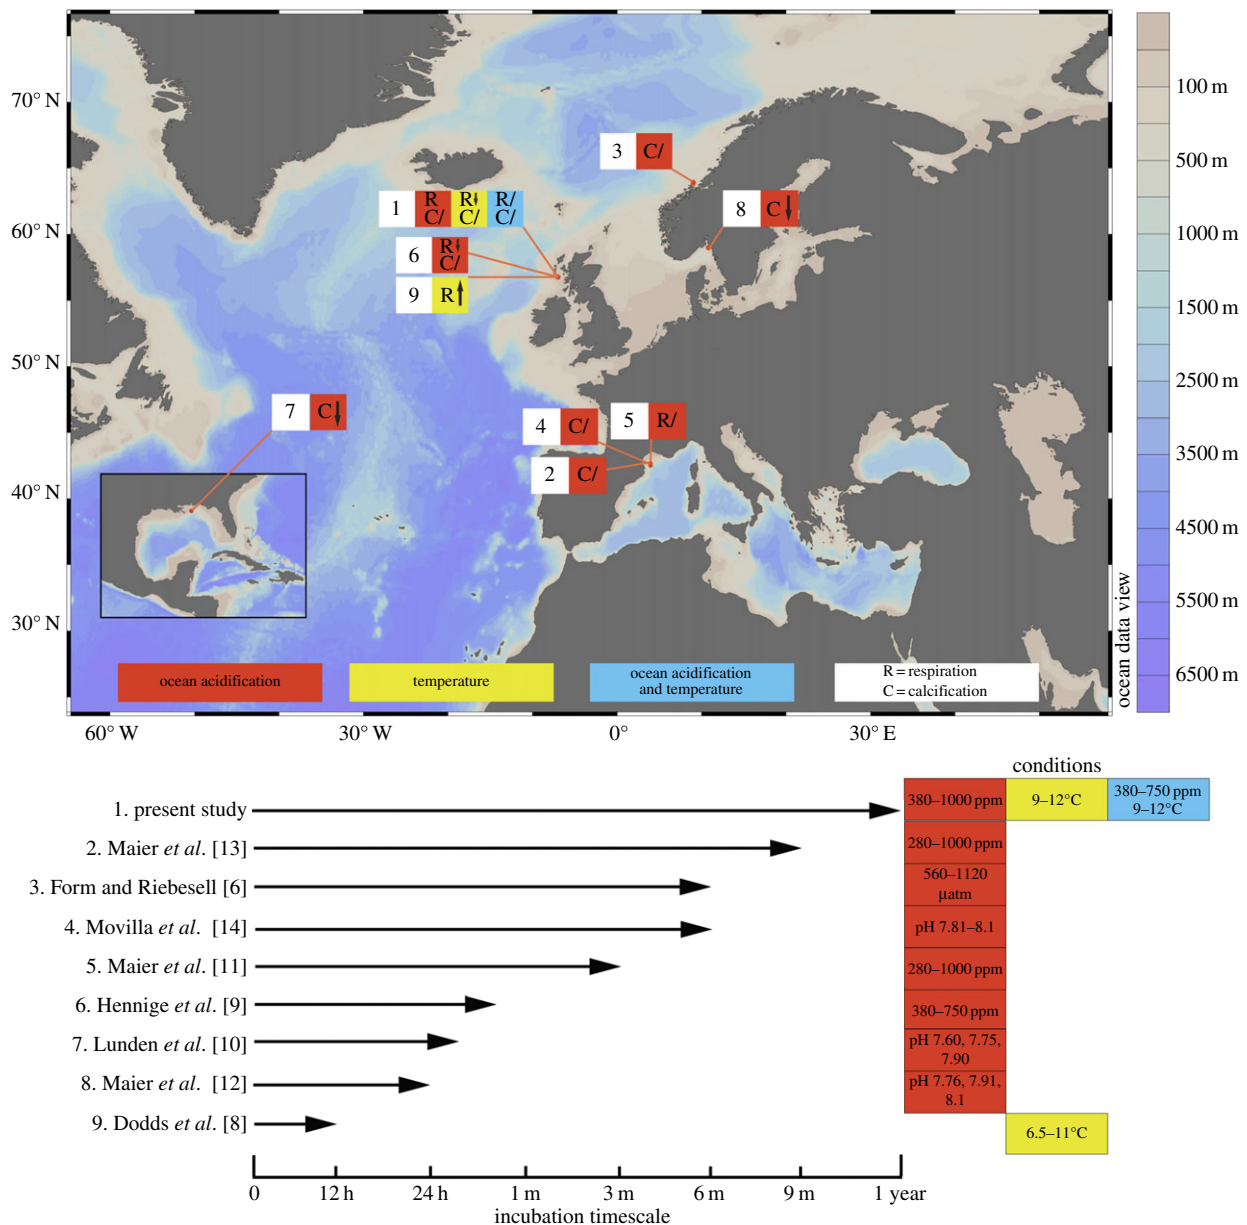 70° N
60° N
50° N
40° N
30° N
60° W
30° W
0°
30° E
3 C/
1 R C/ R C/ R/ C/
8 C
6 R C/
9 R
7 C
4 C/
5 R/
2 C/
ocean acidification
temperature
ocean acidification
and temperature
R = respiration
C = calcification
ocean data view
100 m
500 m
1000 m
1500 m
2500 m
3500 m
4500 m
5500 m
6500 m
conditions
1. present study
380–1000 ppm
9–12°C
380–750 ppm
9–12°C
2. Maier et al. [13]
280–1000 ppm
3. Form and Riebesell [6]
560–1120
µatm
4. Movilla et al. [14]
pH 7.81–8.1
5. Maier et al. [11]
280–1000 ppm
6. Hennige et al. [9]
380–750 ppm
7. Lunden et al. [10]
pH 7.60, 7.75,
7.90
8. Maier et al. [12]
pH 7.76, 7.91,
8.1
9. Dodds et al. [8]
6.5–11°C
0
12 h
24 h
1 m
3 m
6 m
9 m
1 year
incubation timescale